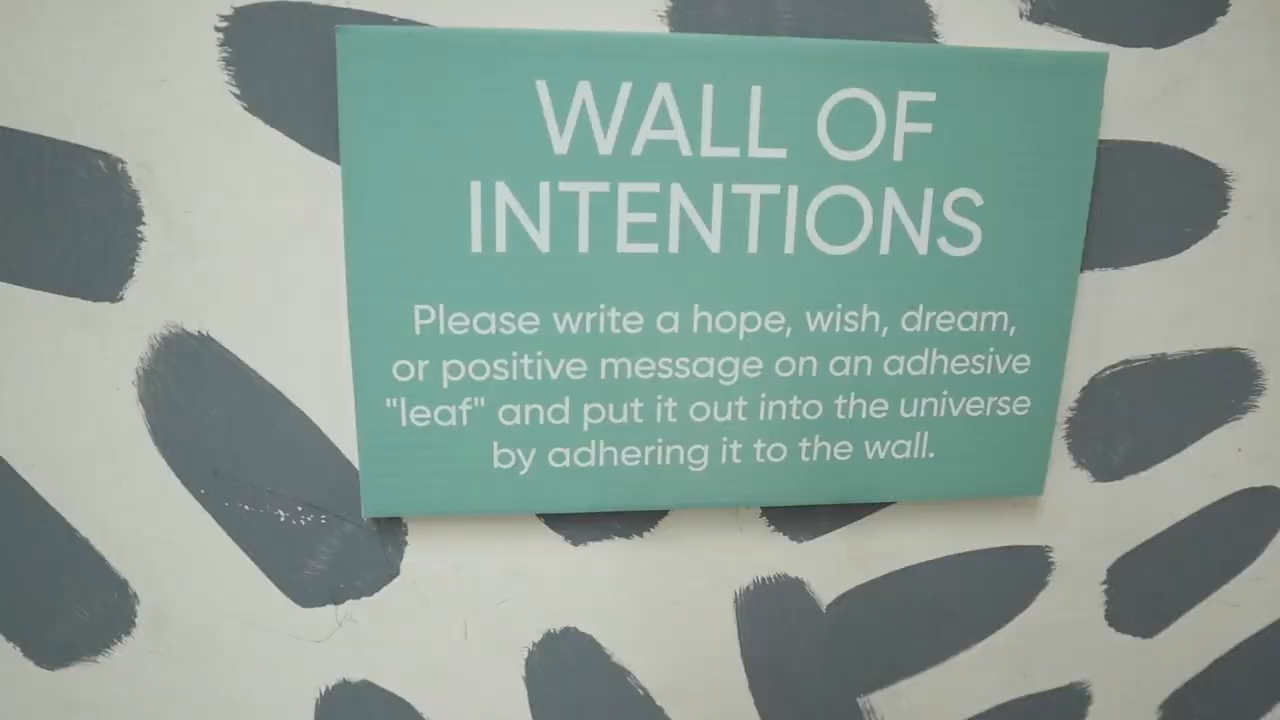 WALL OF
INTENTIONS
Please write a hope, wish, dream,
or positive message on an adhesive
"leaf" and put it out into the universe
by adhering it to the wall.